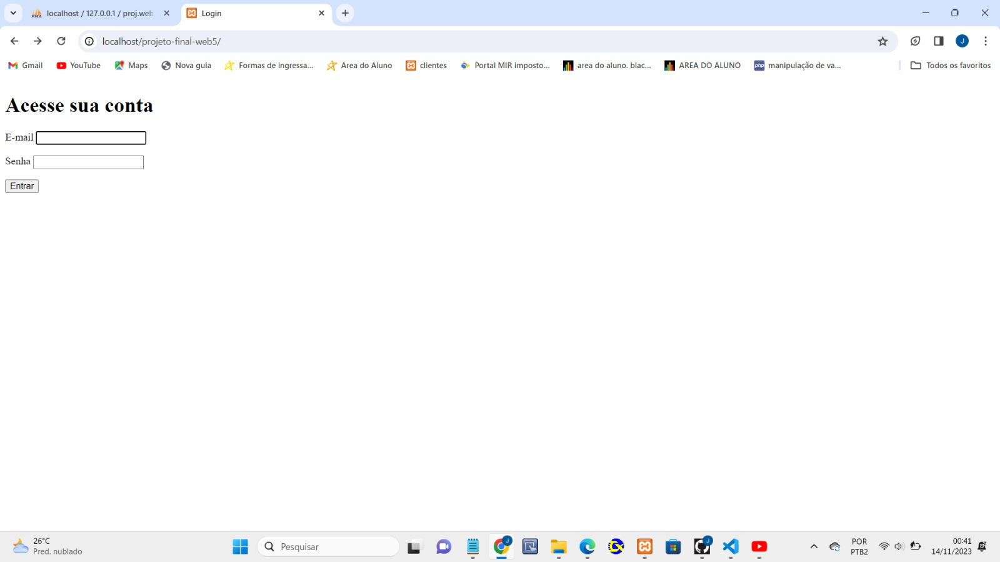 localhost / 127.0.0.1 / proj.web
Login
localhost/projeto-final-web5/
J
Gmail
YouTube
Maps
Nova guia
Formas de ingressa...
Area do Aluno
clientes
Portal MIR imposto...
area do aluno. blac...
AREA DO ALUNO
php
manipulação de va...
Todos os favoritos
Acesse sua conta
E-mail
Senha
Entrar
26°C
Pred. nublado
Pesquisar
J
J
POR
PTB2
00:41
14/11/2023